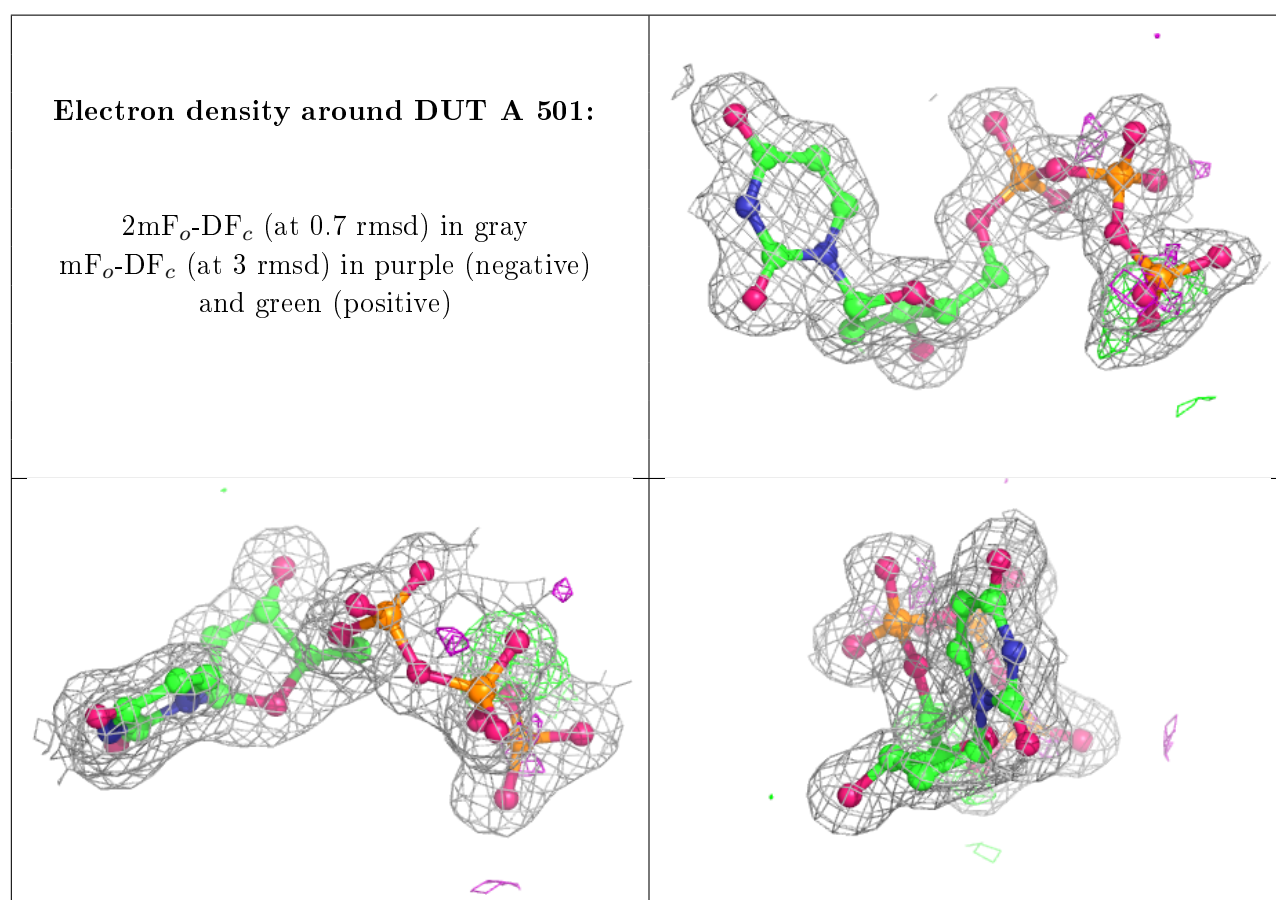 Electron density around DUT A 501:
2mFo-DFc (at 0.7 rmsd) in gray
mFo-DFc (at 3 rmsd) in purple (negative)
and green (positive)